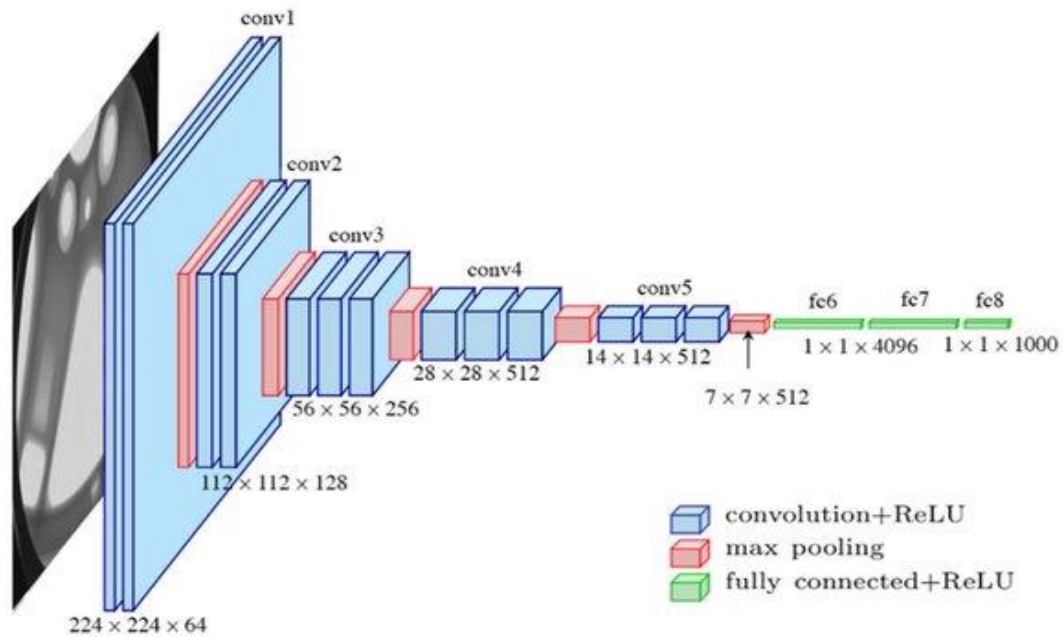 conv1
conv2
conv3
conv4
conv5
fc6
fc7
fc8
1 × 1 × 4096
1 × 1 × 1000
14 × 14 × 512
28 × 28 × 512
7 × 7 × 512
56 × 56 × 256
112 × 112 × 128
224 × 224 × 64
convolution+ReLU
max pooling
fully connected+ReLU